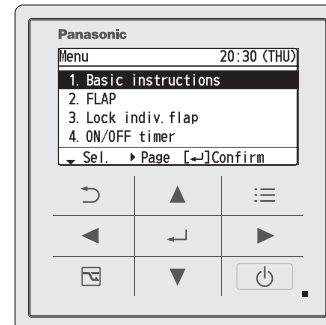 Panasonic
Menu 20:30 (THU)
1. Basic instructions
2. FLAP
3. Lock indiv. flap
4. ON/OFF timer
Sel. Page [↵]Confirm